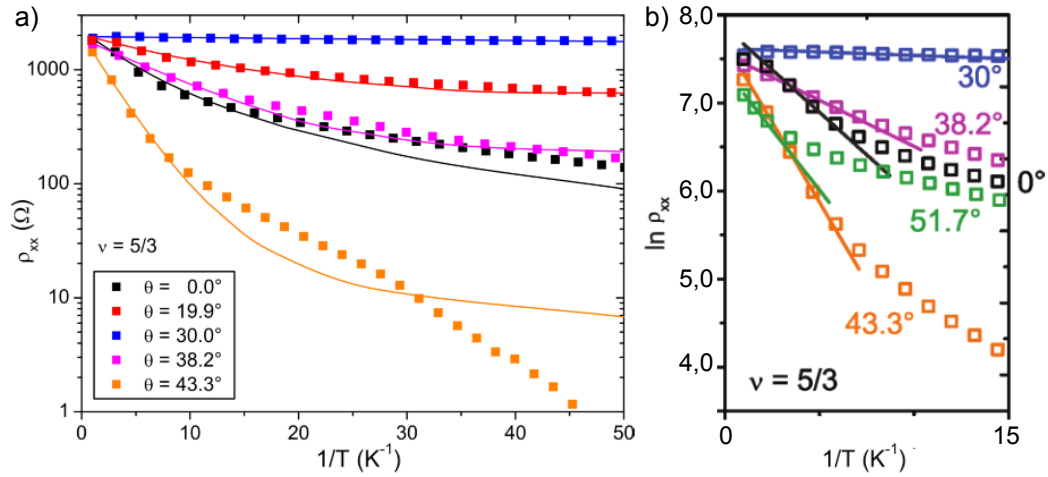 a)
1000
100
10
1
ρxx (Ω)
ν = 5/3
θ = 0.0°
θ = 19.9°
θ = 30.0°
θ = 38.2°
θ = 43.3°
0 10 20 30 40 50
1/T (K⁻¹)
b)
8,0
7,0
6,0
5,0
4,0
ln ρxx
30°
38.2°
0°
51.7°
43.3°
ν = 5/3
0 15
1/T (K⁻¹)